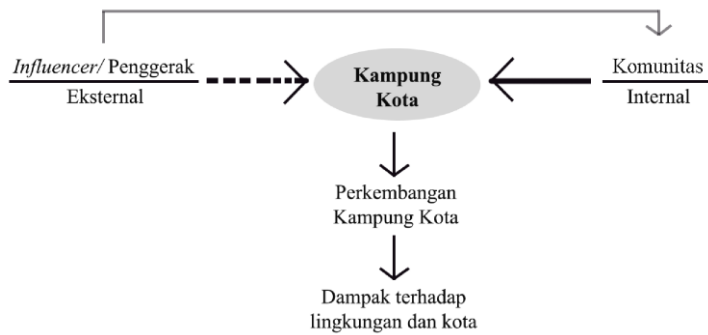 Influencer/ Penggerak
Eksternal
Kampung
Kota
Komunitas
Internal
Perkembangan
Kampung Kota
Dampak terhadap
lingkungan dan kota